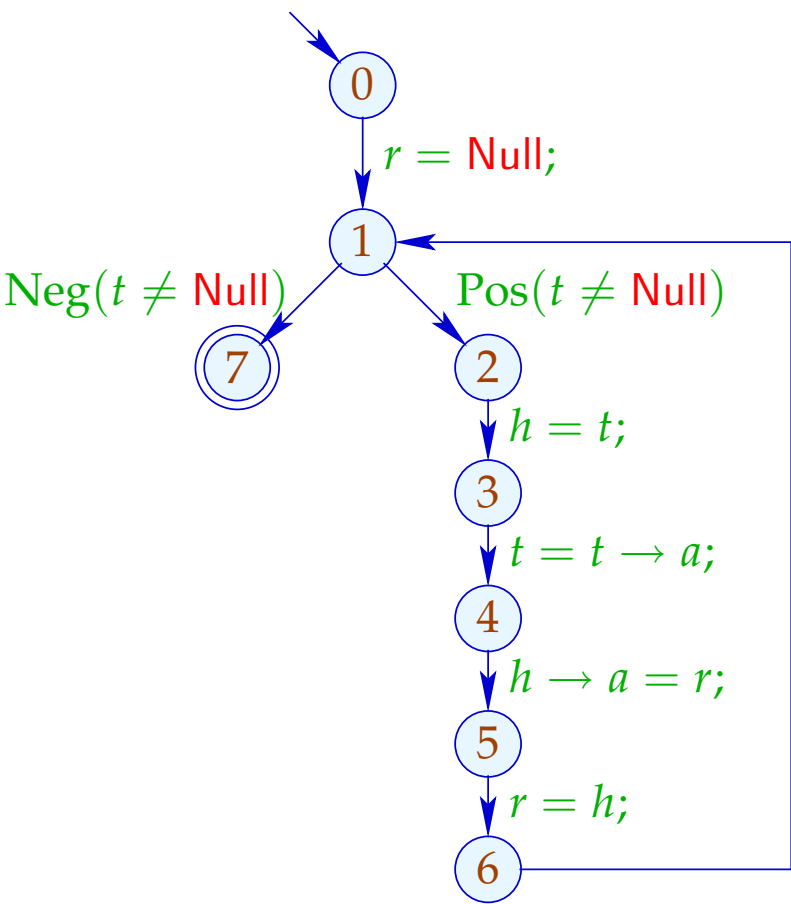 0
r = Null;
1
Neg(t ≠ Null)
Pos(t ≠ Null)
7
2
h = t;
3
t = t → a;
4
h → a = r;
5
r = h;
6